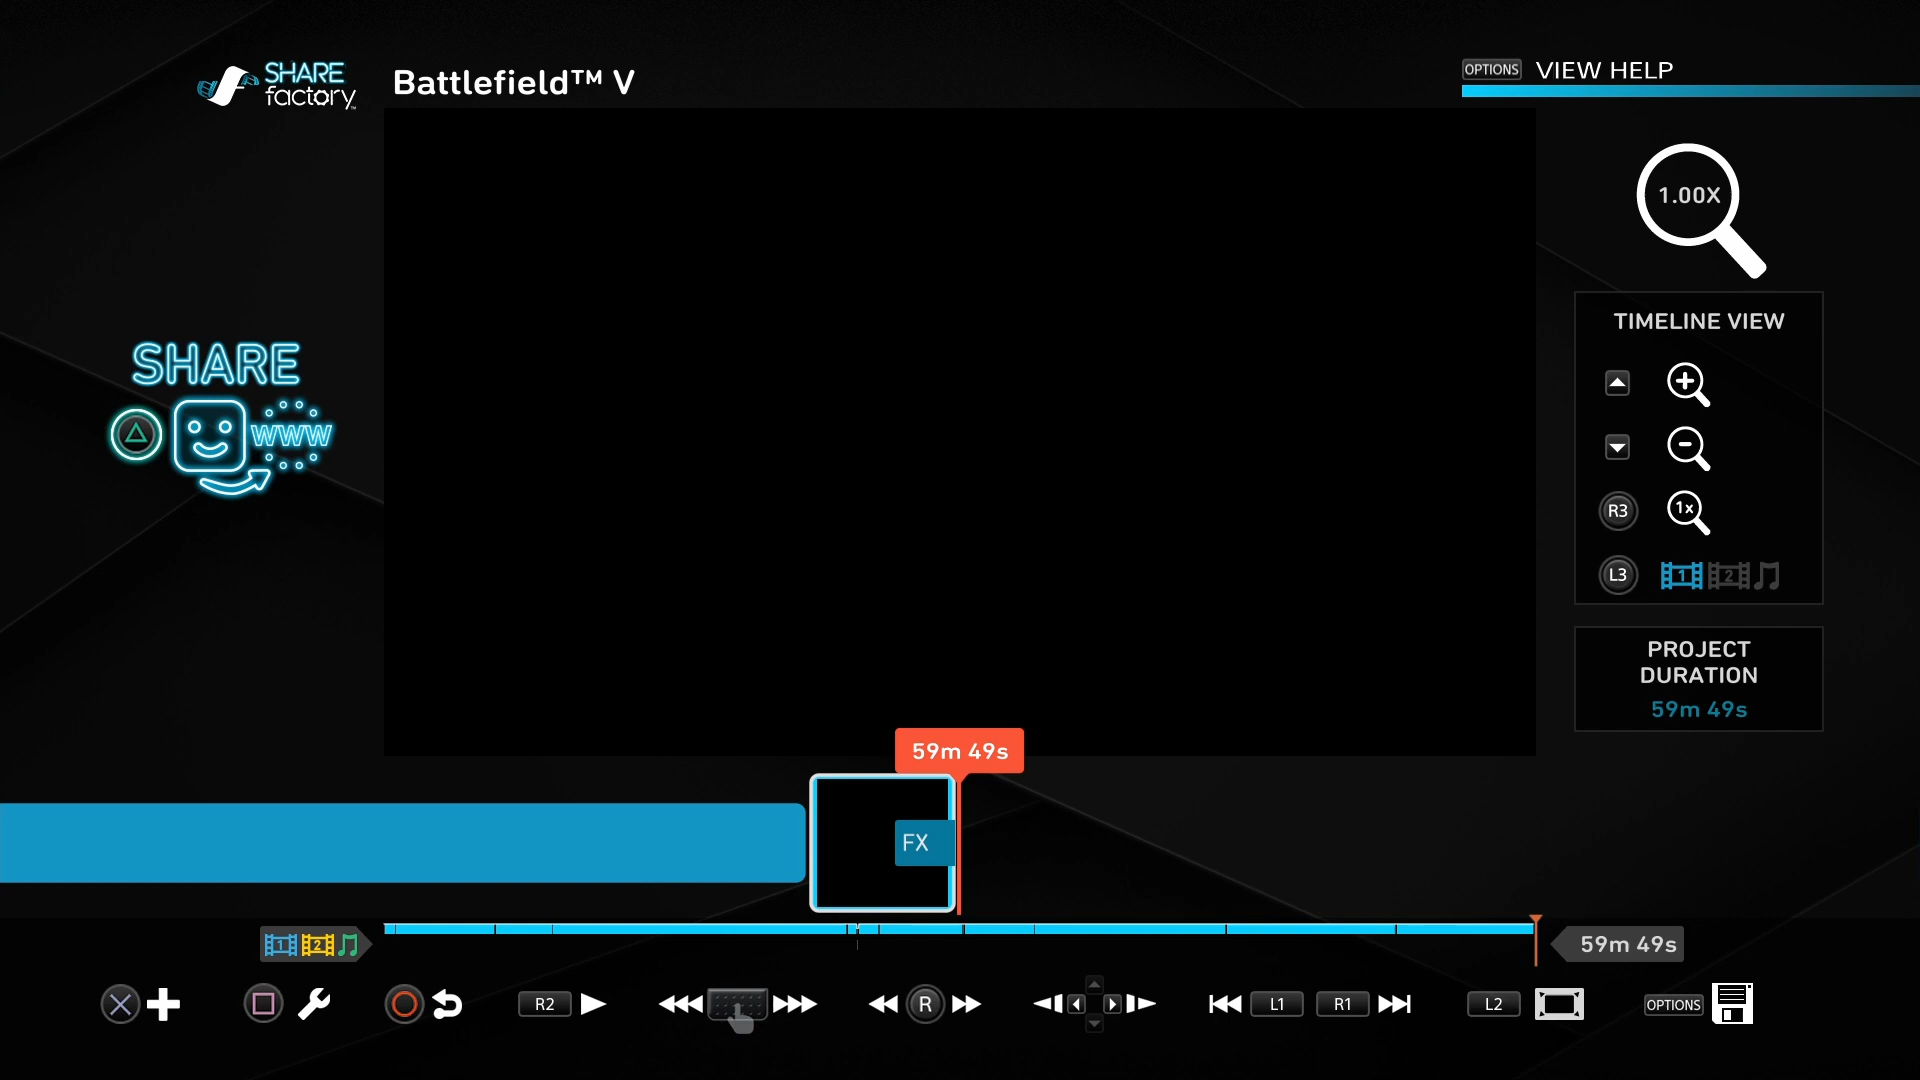 SHARE
factory™
Battlefield™ V
OPTIONS VIEW HELP
1.00X
TIMELINE VIEW
R3 1x
L3 1 2
SHARE
WWW
PROJECT
DURATION
59m 49s
59m 49s
FX
1 2
59m 49s
R2
R
L1
R1
L2
OPTIONS